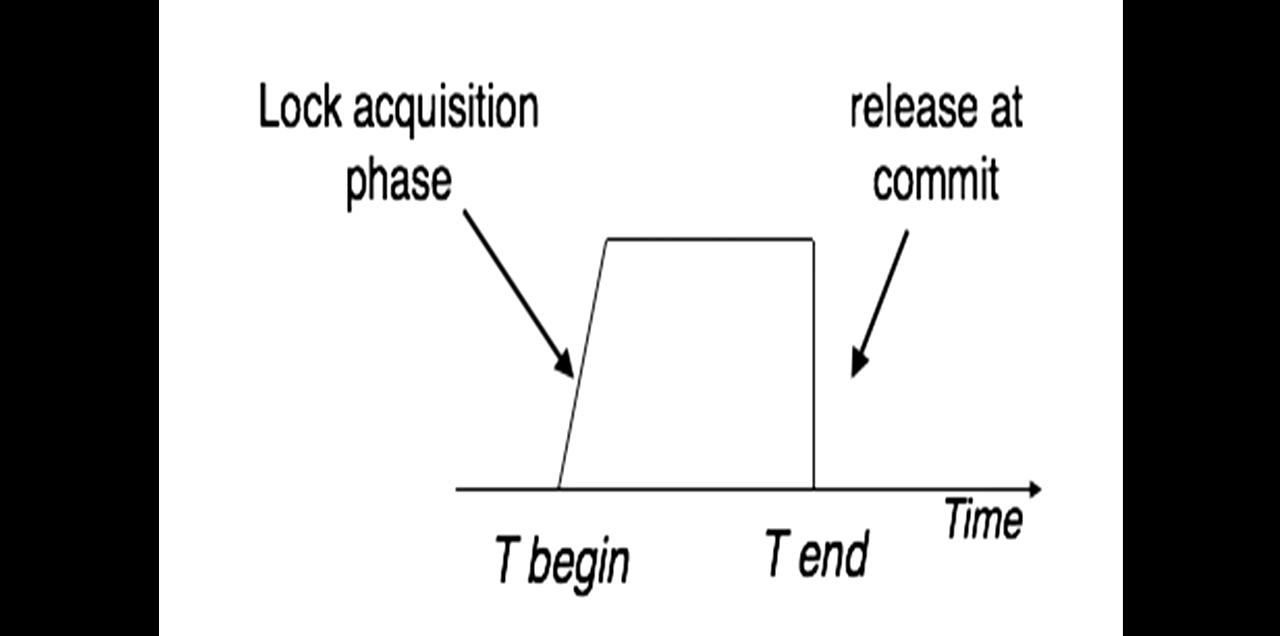 Lock acquisition
phase
release at
commit
Time
T begin
T end